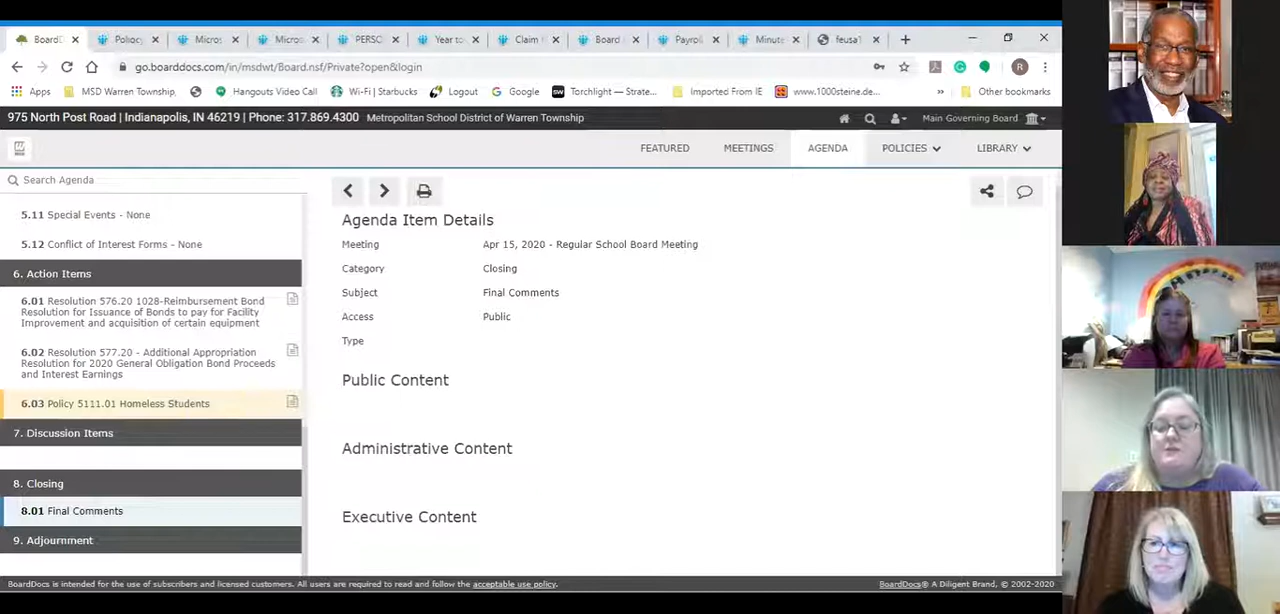 BoardD
Policy
Micros
Micros
PERSO
Year to
Claim
Board
Payrol
Minute
feusa
go.boarddocs.com/in/msdwt/Board.nsf/Private?open&login
R
Apps
MSD Warren Township,
Hangouts Video Call
Wi-Fi | Starbucks
Logout
Google
Torchlight — Strate...
Imported From IE
www.1000steine.de...
Other bookmarks
975 North Post Road | Indianapolis, IN 46219 | Phone: 317.869.4300 Metropolitan School District of Warren Township
Main Governing Board
FEATURED MEETINGS AGENDA POLICIES LIBRARY
Search Agenda
5.11 Special Events - None
5.12 Conflict of Interest Forms - None
6. Action Items
6.01 Resolution 576.20 1028-Reimbursement Bond
Resolution for Issuance of Bonds to pay for Facility
Improvement and acquisition of certain equipment
6.02 Resolution 577.20 - Additional Appropriation
Resolution for 2020 General Obligation Bond Proceeds
and Interest Earnings
6.03 Policy 5111.01 Homeless Students
7. Discussion Items
8. Closing
8.01 Final Comments
9. Adjournment
Agenda Item Details
Meeting Apr 15, 2020 - Regular School Board Meeting
Category Closing
Subject Final Comments
Access Public
Type
Public Content
Administrative Content
Executive Content
BoardDocs is intended for the use of subscribers and licensed customers. All users are required to read and follow the acceptable use policy.
BoardDocs® A Diligent Brand, © 2002-2020